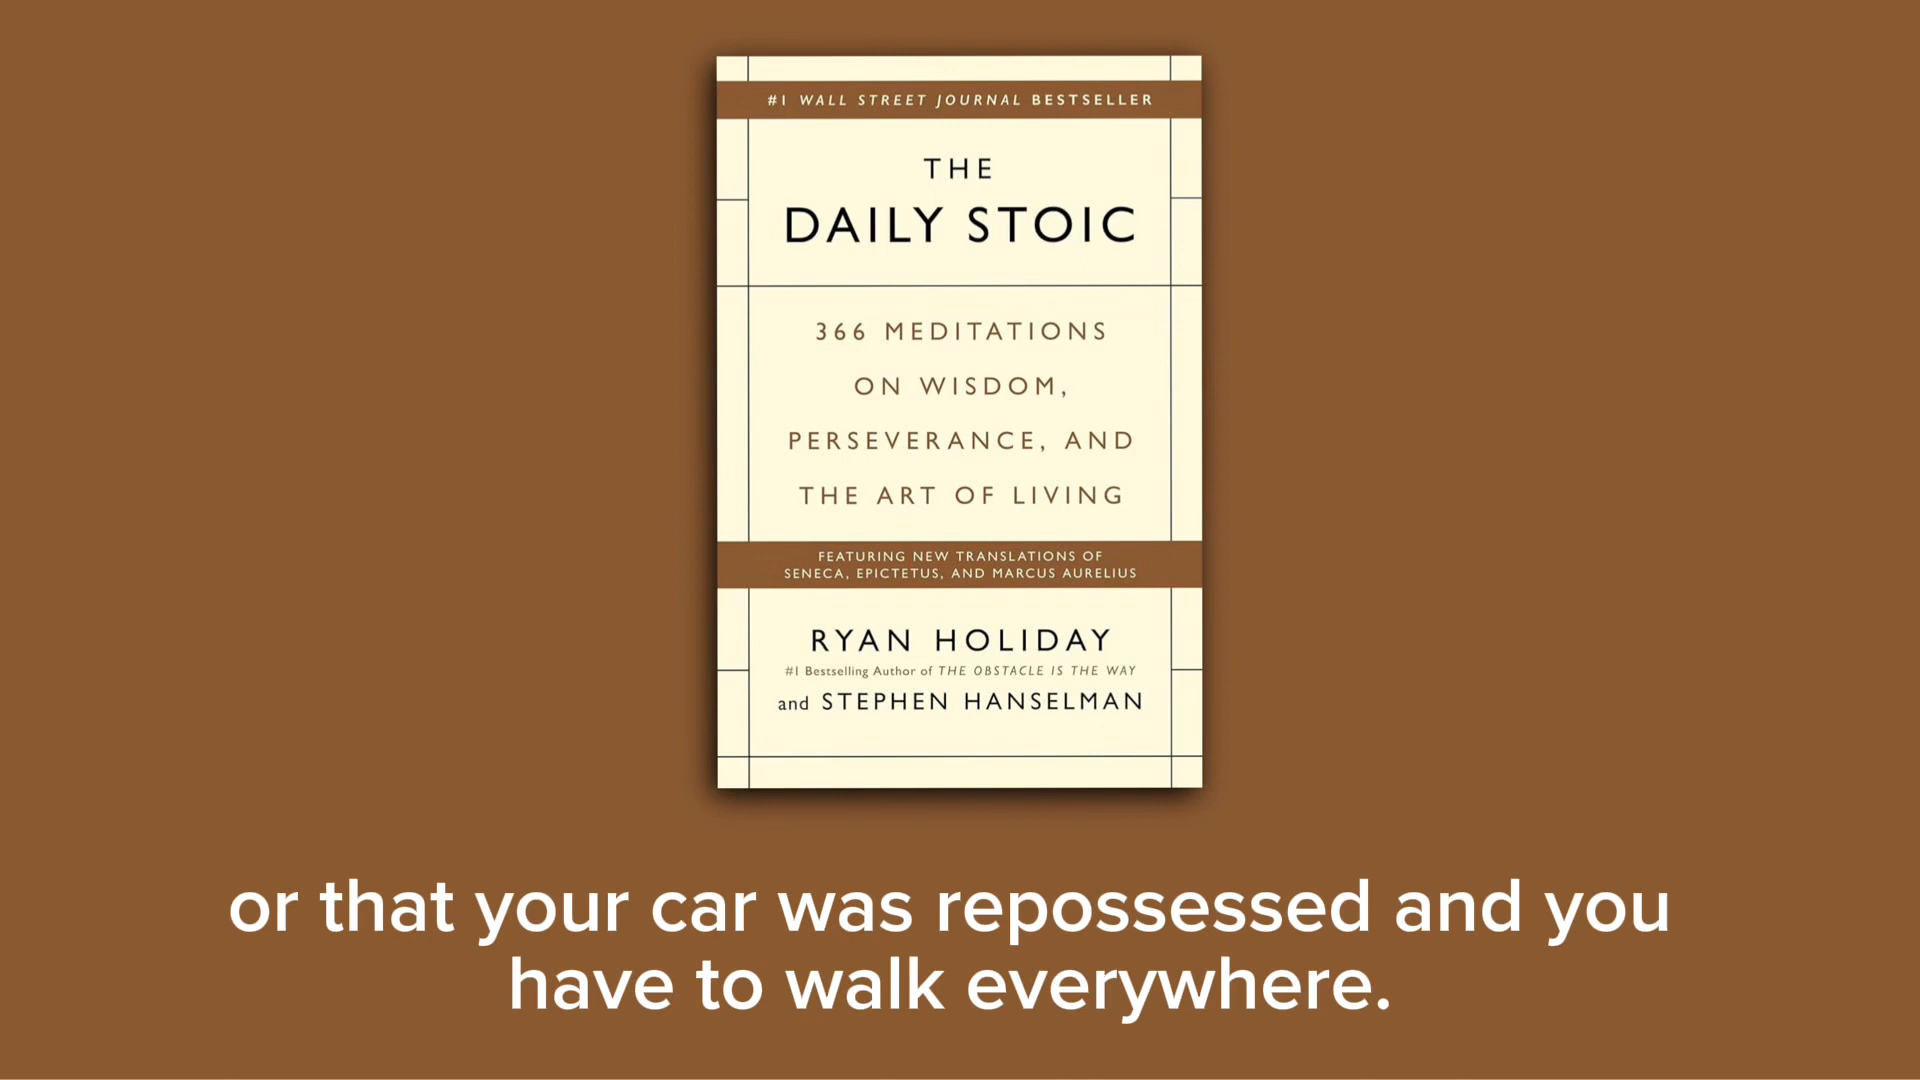 #1 WALL STREET JOURNAL BESTSELLER
THE
DAILY STOIC
366 MEDITATIONS
ON WISDOM,
PERSEVERANCE, AND
THE ART OF LIVING
FEATURING NEW TRANSLATIONS OF
SENECA, EPICTETUS, AND MARCUS AURELIUS
RYAN HOLIDAY
#1 Bestselling Author of THE OBSTACLE IS THE WAY
and STEPHEN HANSELMAN
or that your car was repossessed and you
have to walk everywhere.